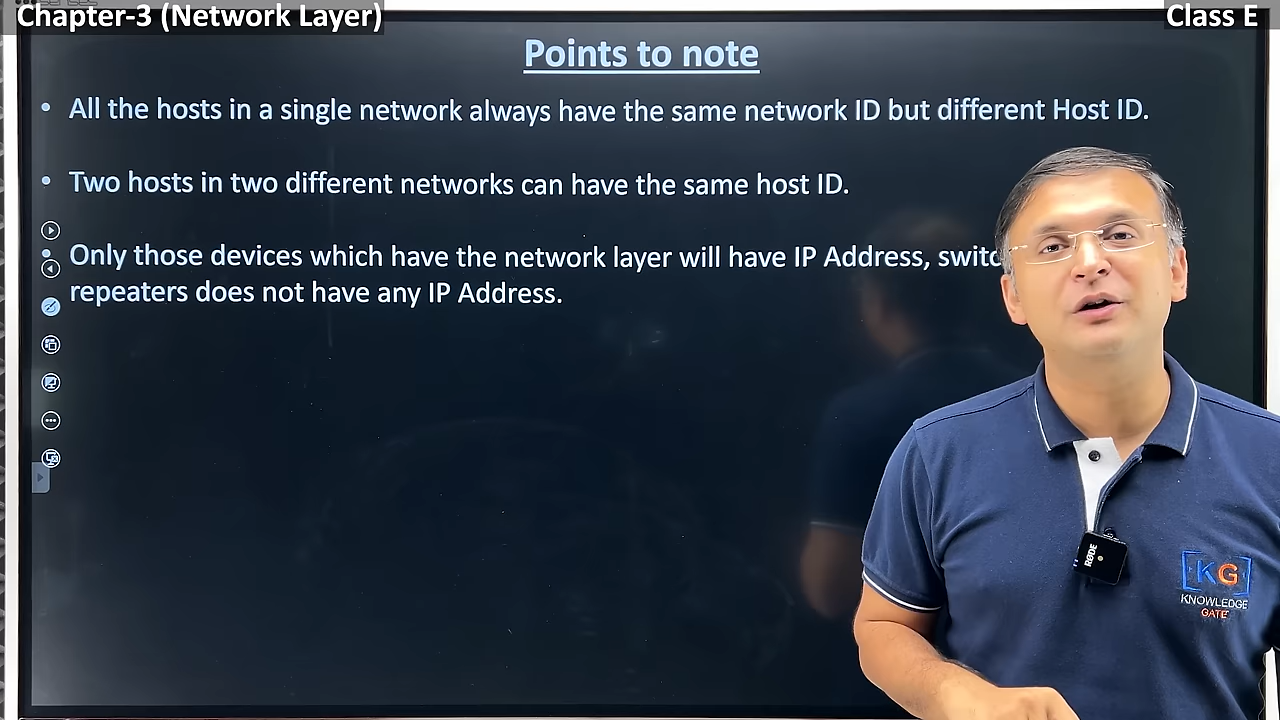 Chapter-3 (Network Layer)
Class E
Points to note
• All the hosts in a single network always have the same network ID but different Host ID.
• Two hosts in two different networks can have the same host ID.
• Only those devices which have the network layer will have IP Address,
repeaters does not have any IP Address.
RØDE
KG
KNOWLEDGE
GATE